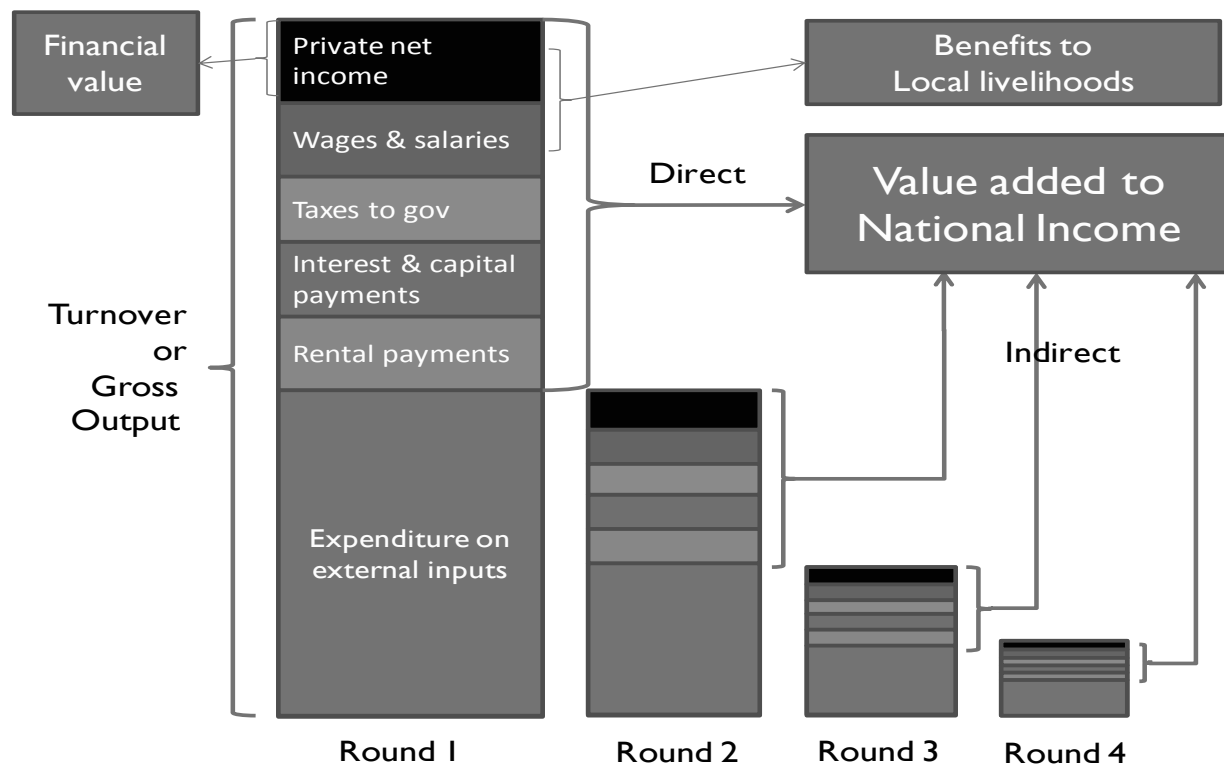 Financial
value
Private net
income
Benefits to
Local livelihoods
Wages & salaries
Direct
Value added to
National Income
Taxes to gov
Interest & capital
payments
Turnover
or
Gross
Output
Rental payments
Indirect
Expenditure on
external inputs
Round 1
Round 2
Round 3
Round 4